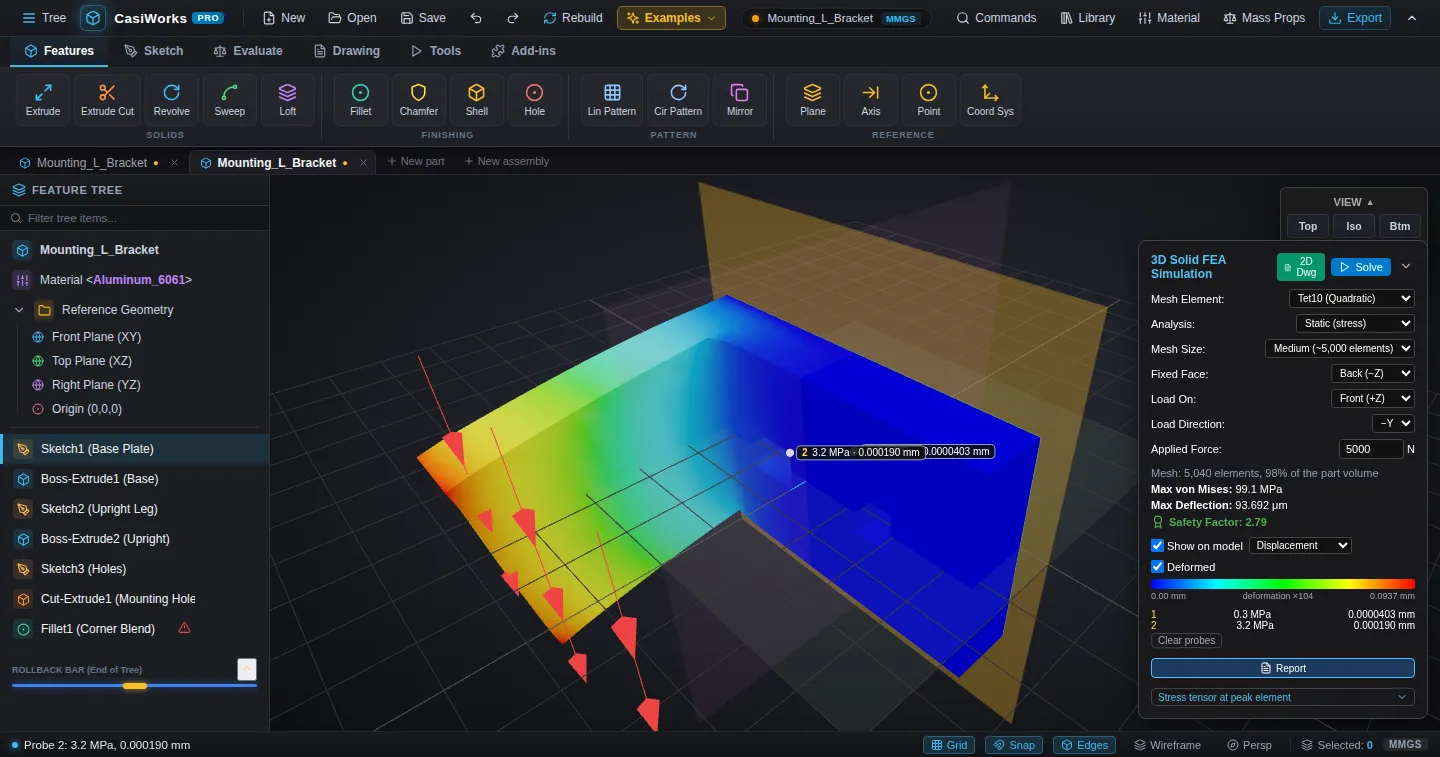 Tree CasiWorks PRO New Open Save Rebuild Examples Mounting_L_Bracket MMGS Commands Library Material Mass Props Export
Features Sketch Evaluate Drawing Tools Add-ins
Extrude Extrude Cut Revolve Sweep Loft Fillet Chamfer Shell Hole Lin Pattern Cir Pattern Mirror Plane Axis Point Coord Sys
SOLIDS FINISHING PATTERN REFERENCE
Mounting_L_Bracket Mounting_L_Bracket New part New assembly
FEATURE TREE
Filter tree items...
Mounting_L_Bracket
Material <Aluminum_6061>
Reference Geometry
Front Plane (XY)
Top Plane (XZ)
Right Plane (YZ)
Origin (0,0,0)
Sketch1 (Base Plate)
Boss-Extrude1 (Base)
Sketch2 (Upright Leg)
Boss-Extrude2 (Upright)
Sketch3 (Holes)
Cut-Extrude1 (Mounting Hole
Fillet1 (Corner Blend)
ROLLBACK BAR (End of Tree)
2 3.2 MPa · 0.000190 mm 0.0000403 mm
VIEW ▲
Top Iso Btm
3D Solid FEA
Simulation
2D
Dwg
Solve
Mesh Element: Tet10 (Quadratic)
Analysis: Static (stress)
Mesh Size: Medium (~5,000 elements)
Fixed Face: Back (−Z)
Load On: Front (+Z)
Load Direction: −Y
Applied Force: 5000 N
Mesh: 5,040 elements, 98% of the part volume
Max von Mises: 99.1 MPa
Max Deflection: 93.692 µm
Safety Factor: 2.79
Show on model Displacement
Deformed
0.00 mm deformation ×104 0.0937 mm
1 0.3 MPa 0.0000403 mm
2 3.2 MPa 0.000190 mm
Clear probes
Report
Stress tensor at peak element
Probe 2: 3.2 MPa, 0.000190 mm Grid Snap Edges Wireframe Persp Selected: 0 MMGS